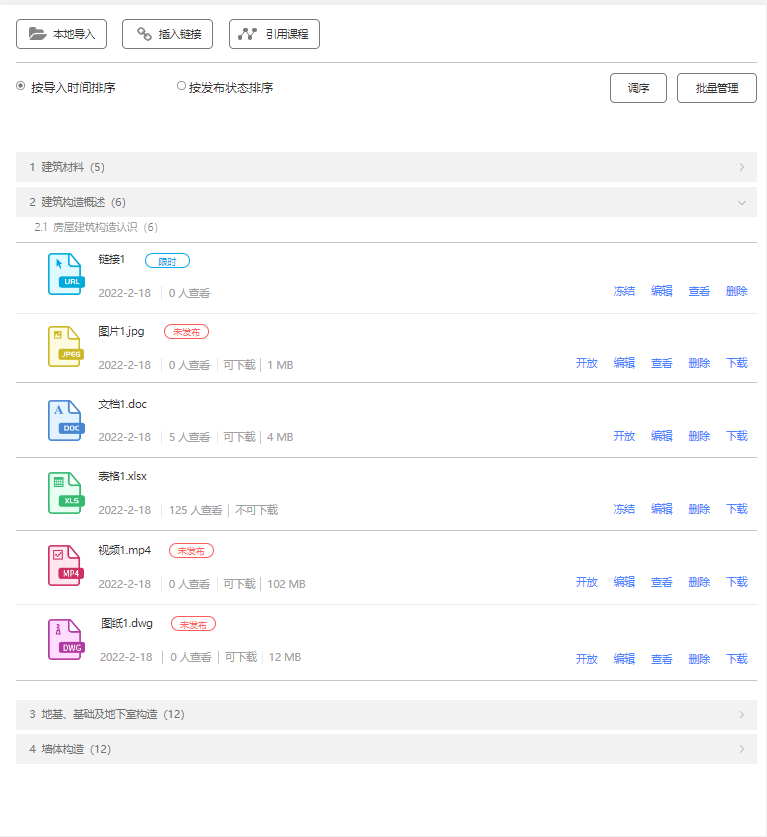 本地导入 插入链接 引用课程
按导入时间排序 按发布状态排序 调序 批量管理
1 建筑材料 (5)
2 建筑构造概述 (6)
2.1 房屋建筑构造认识 (6)
链接1 限时
URL
2022-2-18 0 人查看 冻结 编辑 查看 删除
图片1.jpg 未发布
JPEG
2022-2-18 0 人查看 可下载 1 MB 开放 编辑 查看 删除 下载
文档1.doc
A
DOC
2022-2-18 5 人查看 可下载 4 MB 开放 编辑 删除 下载
表格1.xlsx
XLS
2022-2-18 125 人查看 不可下载 冻结 编辑 删除 下载
视频1.mp4 未发布
MP4
2022-2-18 0 人查看 可下载 102 MB 开放 编辑 查看 删除 下载
图纸1.dwg 未发布
DWG
2022-2-18 0 人查看 可下载 12 MB 开放 编辑 查看 删除 下载
3 地基、基础及地下室构造 (12)
4 墙体构造 (12)